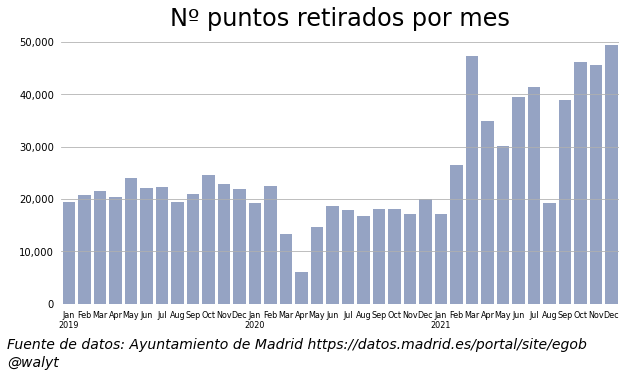 Nº puntos retirados por mes
50,000
40,000
30,000
20,000
10,000
0
Jan Feb Mar Apr May Jun Jul Aug Sep Oct Nov Dec Jan Feb Mar Apr May Jun Jul Aug Sep Oct Nov Dec Jan Feb Mar Apr May Jun Jul Aug Sep Oct Nov Dec
2019 2020 2021
Fuente de datos: Ayuntamiento de Madrid https://datos.madrid.es/portal/site/egob
@walyt